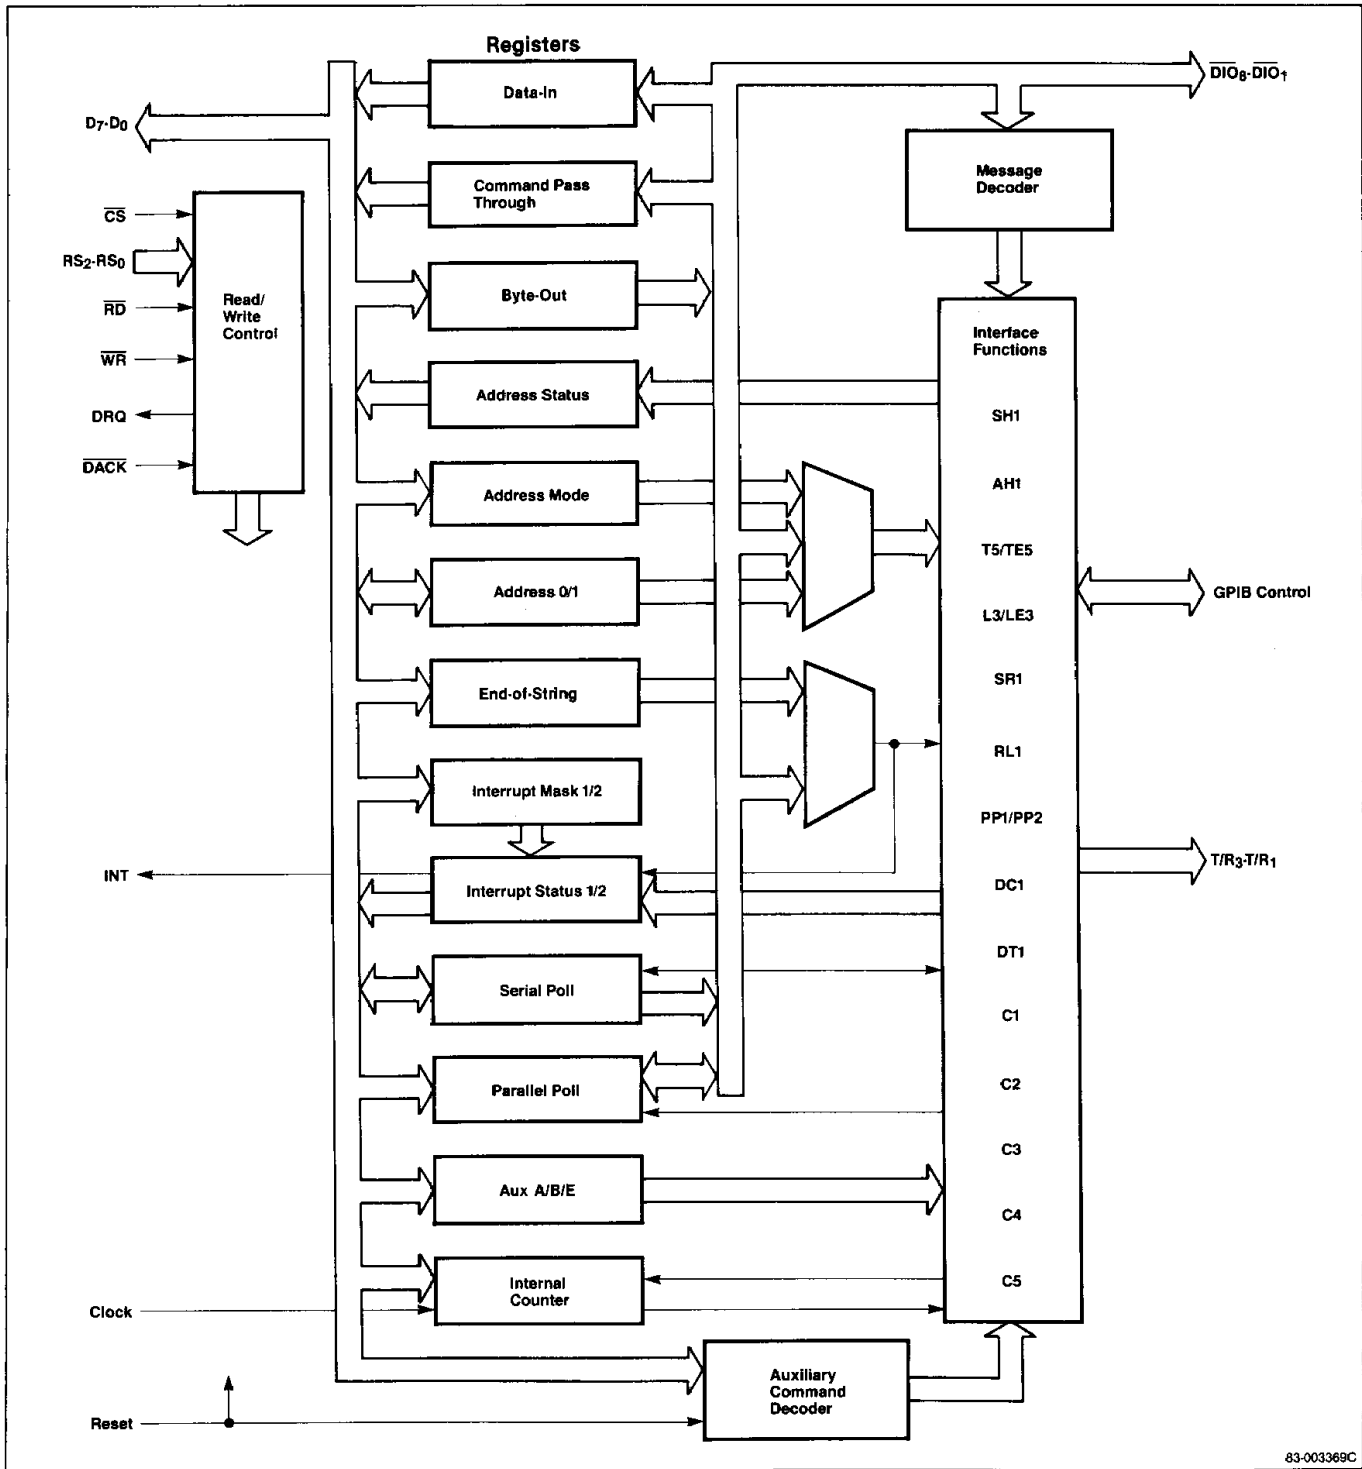 Registers
Data-In
D7-D0
Command Pass
Through
CS
RS2-RS0
RD
WR
DRQ
DACK
Read/
Write
Control
Byte-Out
Address Status
Address Mode
Address 0/1
End-of-String
Interrupt Mask 1/2
INT
Interrupt Status 1/2
Serial Poll
Parallel Poll
Aux A/B/E
Internal
Counter
Clock
Reset
Auxiliary
Command
Decoder
DIO8-DIO1
Message
Decoder
Interface
Functions
SH1
AH1
T5/TE5
L3/LE3
SR1
RL1
PP1/PP2
DC1
DT1
C1
C2
C3
C4
C5
GPIB Control
T/R3-T/R1
83-003369C